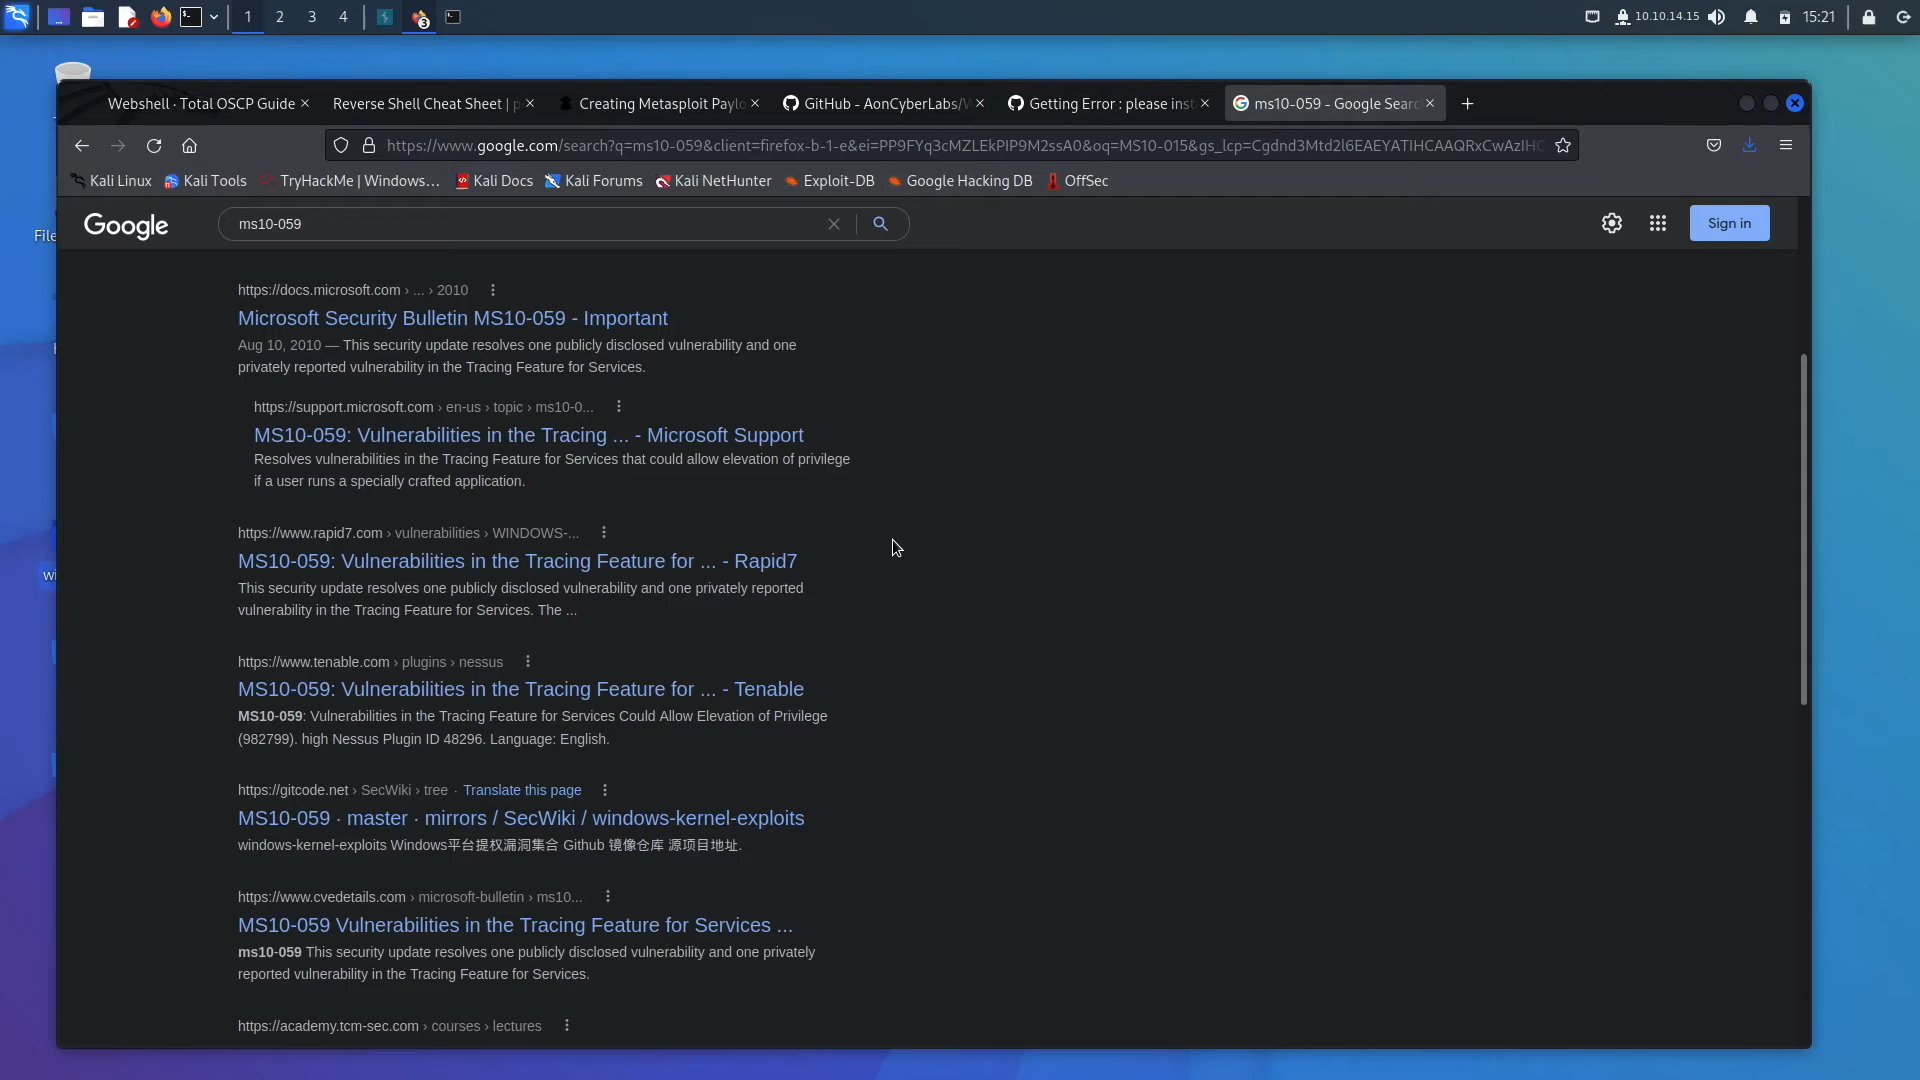 1 2 3 4 3 10.10.14.15 15:21
Webshell · Total OSCP Guide × Reverse Shell Cheat Sheet | p × Creating Metasploit Paylo × GitHub - AonCyberLabs/W × Getting Error : please inst × ms10-059 - Google Searc × +
https://www.google.com/search?q=ms10-059&client=firefox-b-1-e&ei=PP9FYq3cMZLEkPIP9M2ssA0&oq=MS10-015&gs_lcp=Cgdnd3Mtd2l6EAEYATIHCAAQRxCwAzIHC
Kali Linux Kali Tools TryHackMe | Windows... Kali Docs Kali Forums Kali NetHunter Exploit-DB Google Hacking DB OffSec
File
Google ms10-059 Sign in
https://docs.microsoft.com › ... › 2010
Microsoft Security Bulletin MS10-059 - Important
Aug 10, 2010 — This security update resolves one publicly disclosed vulnerability and one
privately reported vulnerability in the Tracing Feature for Services.
https://support.microsoft.com › en-us › topic › ms10-0...
MS10-059: Vulnerabilities in the Tracing ... - Microsoft Support
Resolves vulnerabilities in the Tracing Feature for Services that could allow elevation of privilege
if a user runs a specially crafted application.
https://www.rapid7.com › vulnerabilities › WINDOWS-...
MS10-059: Vulnerabilities in the Tracing Feature for ... - Rapid7
This security update resolves one publicly disclosed vulnerability and one privately reported
vulnerability in the Tracing Feature for Services. The ...
https://www.tenable.com › plugins › nessus
MS10-059: Vulnerabilities in the Tracing Feature for ... - Tenable
MS10-059: Vulnerabilities in the Tracing Feature for Services Could Allow Elevation of Privilege
(982799). high Nessus Plugin ID 48296. Language: English.
https://gitcode.net › SecWiki › tree · Translate this page
MS10-059 · master · mirrors / SecWiki / windows-kernel-exploits
windows-kernel-exploits Windows平台提权漏洞集合 Github 镜像仓库 源项目地址.
https://www.cvedetails.com › microsoft-bulletin › ms10...
MS10-059 Vulnerabilities in the Tracing Feature for Services ...
ms10-059 This security update resolves one publicly disclosed vulnerability and one privately
reported vulnerability in the Tracing Feature for Services.
https://academy.tcm-sec.com › courses › lectures